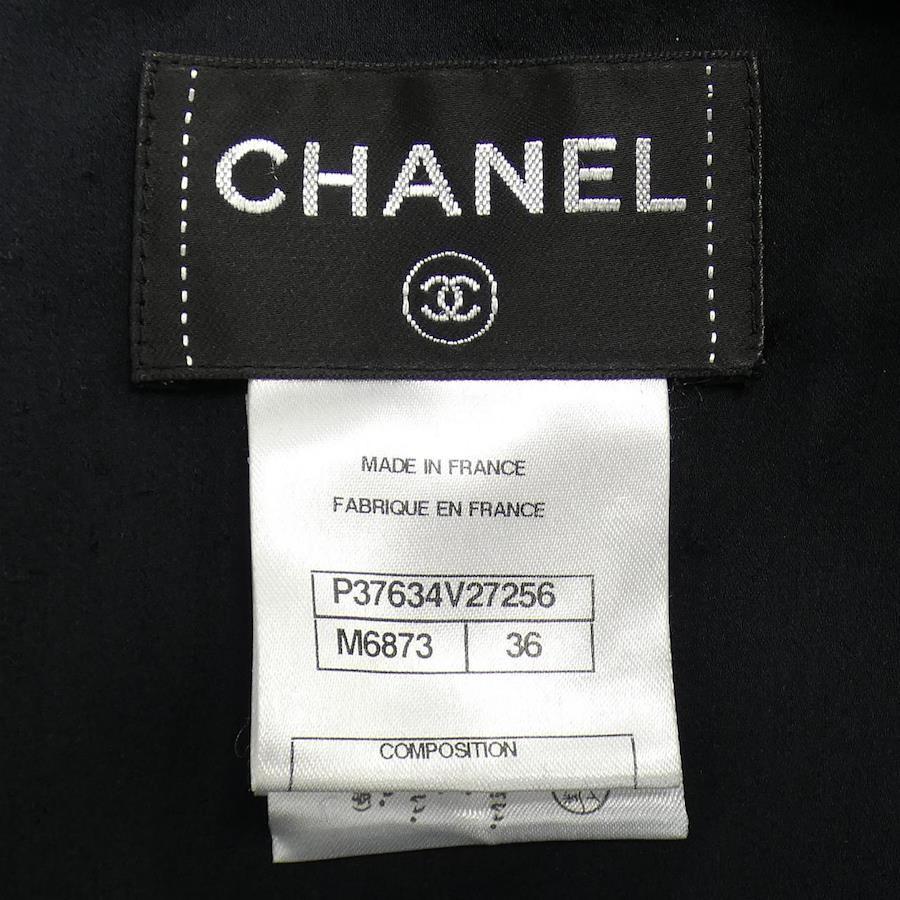 CHANEL
MADE IN FRANCE
FABRIQUE EN FRANCE
P37634V27256
M6873 36
COMPOSITION